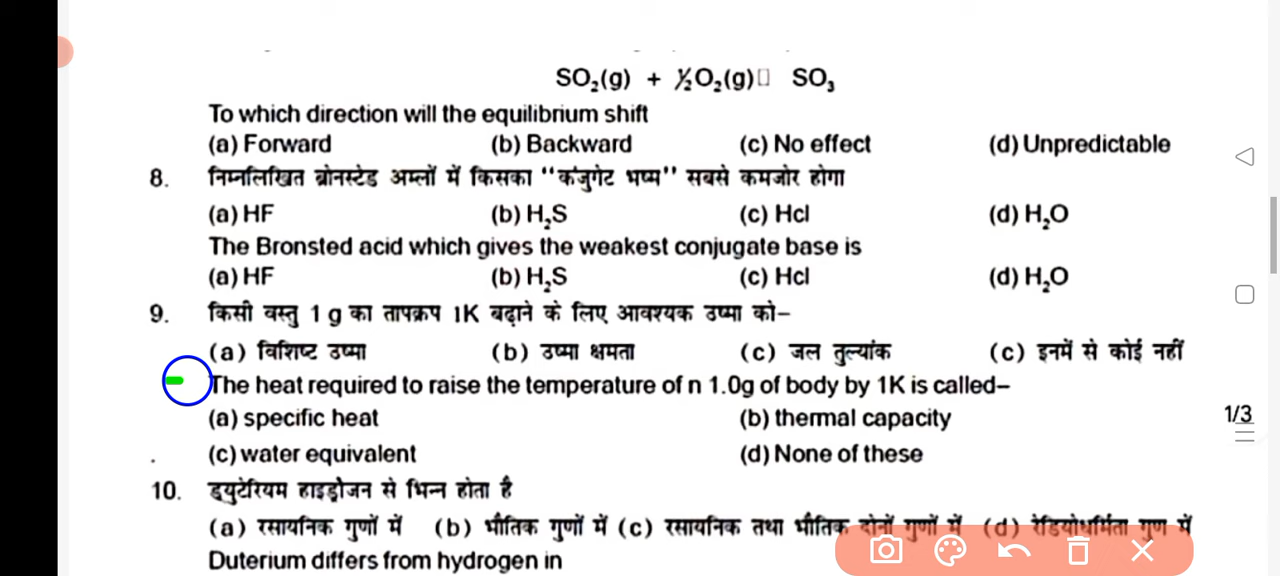 SO₂(g) + ½O₂(g)▯ SO₃
To which direction will the equilibrium shift
(a) Forward (b) Backward (c) No effect (d) Unpredictable
8. निम्नलिखित ब्रोनस्टेड अम्लों में किसका "कंजुगेट भष्म" सबसे कमजोर होगा
(a) HF (b) H₂S (c) Hcl (d) H₂O
The Bronsted acid which gives the weakest conjugate base is
(a) HF (b) H₂S (c) Hcl (d) H₂O
9. किसी वस्तु 1 g का तापक्रप 1K बढ़ाने के लिए आवश्यक उष्मा को–
(a) विशिष्ट उष्मा (b) उष्मा क्षमता (c) जल तुल्यांक (c) इनमें से कोई नहीं
The heat required to raise the temperature of n 1.0g of body by 1K is called–
(a) specific heat (b) thermal capacity
1/3
(c) water equivalent (d) None of these
10. ड्युटेरियम हाइड्रोजन से भिन्न होता है
(a) रसायनिक गुणों में (b) भौतिक गुणों में (c) रसायनिक तथा भौतिक दोनों गुणों में (d) रेडियोधर्मिता गुण में
Duterium differs from hydrogen in